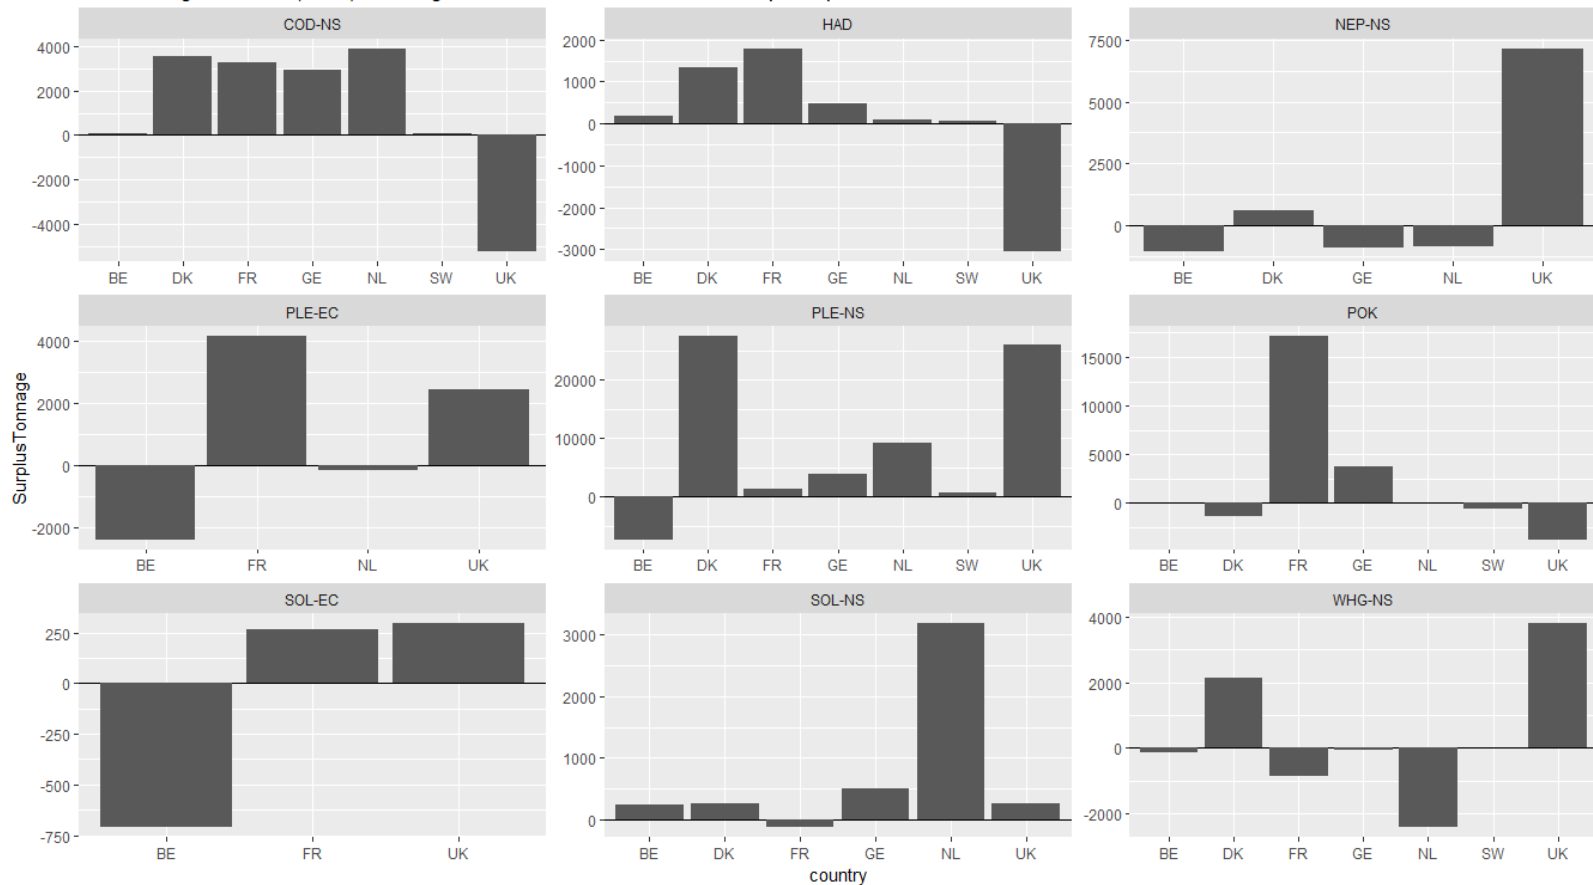 COD-NS HAD NEP-NS
4000
2000
0
-2000
-4000
2000
1000
0
-1000
-2000
-3000
7500
5000
2500
0
BE DK FR GE NL SW UK
BE DK FR GE NL SW UK
BE DK GE NL UK
PLE-EC PLE-NS POK
SurplusTonnage
4000
2000
0
-2000
20000
10000
0
15000
10000
5000
0
BE FR NL UK
BE DK FR GE NL SW UK
BE DK FR GE NL SW UK
SOL-EC SOL-NS WHG-NS
250
0
-250
-500
-750
3000
2000
1000
0
4000
2000
0
-2000
BE FR UK
BE DK FR GE NL UK
BE DK FR GE NL SW UK
country